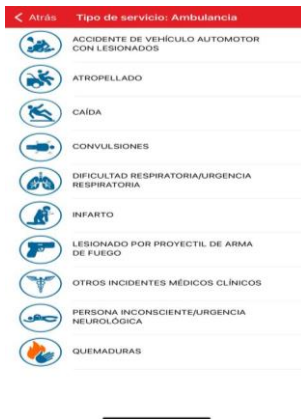 Atrás Tipo de servicio: Ambulancia
ACCIDENTE DE VEHÍCULO AUTOMOTOR
CON LESIONADOS
ATROPELLADO
CAÍDA
CONVULSIONES
DIFICULTAD RESPIRATORIA/URGENCIA
RESPIRATORIA
INFARTO
LESIONADO POR PROYECTIL DE ARMA
DE FUEGO
OTROS INCIDENTES MÉDICOS CLÍNICOS
PERSONA INCONSCIENTE/URGENCIA
NEUROLÓGICA
QUEMADURAS